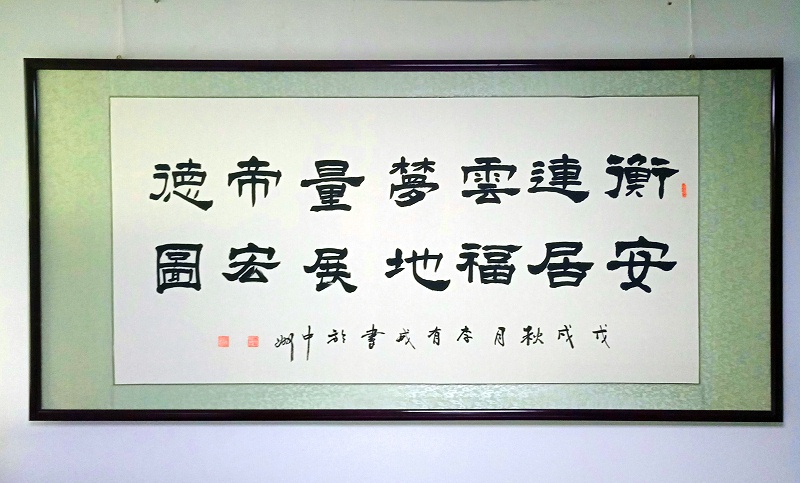 衡連雲夢量帝德
安居福地展宏圖
戊戌秋月李有成書於中州